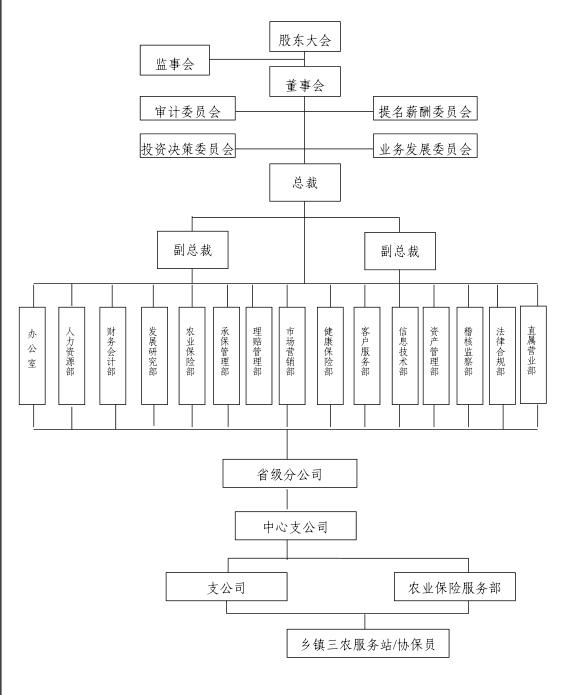 股东大会
监事会
董事会
审计委员会
提名薪酬委员会
投资决策委员会
业务发展委员会
总裁
副总裁
副总裁
办公室
人力资源部
财务会计部
发展研究部
农业保险部
承保管理部
理赔管理部
市场营销部
健康保险部
客户服务部
信息技术部
资产管理部
稽核监察部
法律合规部
直属营业部
省级分公司
中心支公司
支公司
农业保险服务部
乡镇三农服务站/协保员